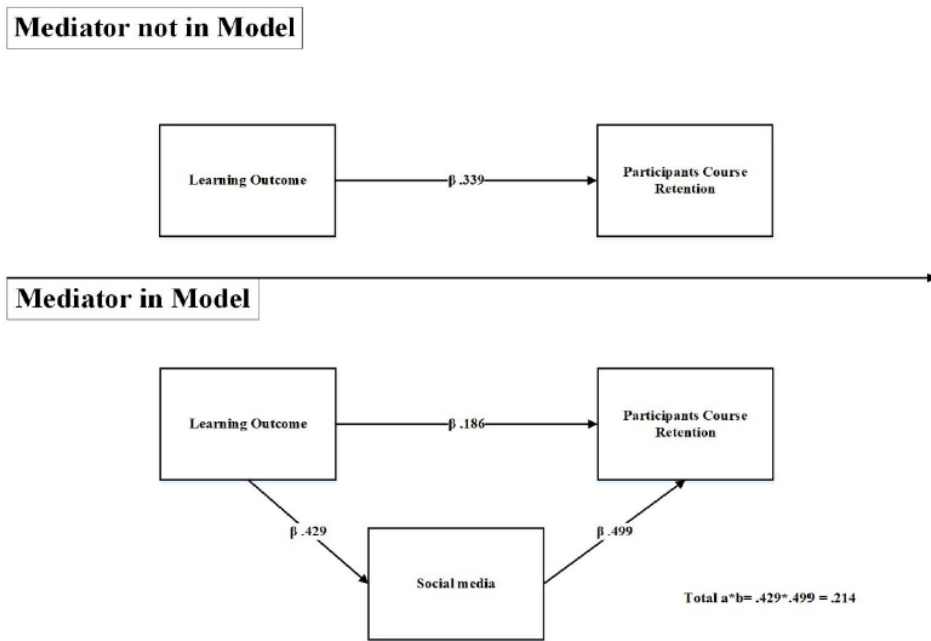 Mediator not in Model
Learning Outcome
β .339
Participants Course
Retention
Mediator in Model
Learning Outcome
β .186
Participants Course
Retention
β .429
β .499
Social media
Total a*b= .429*.499 = .214